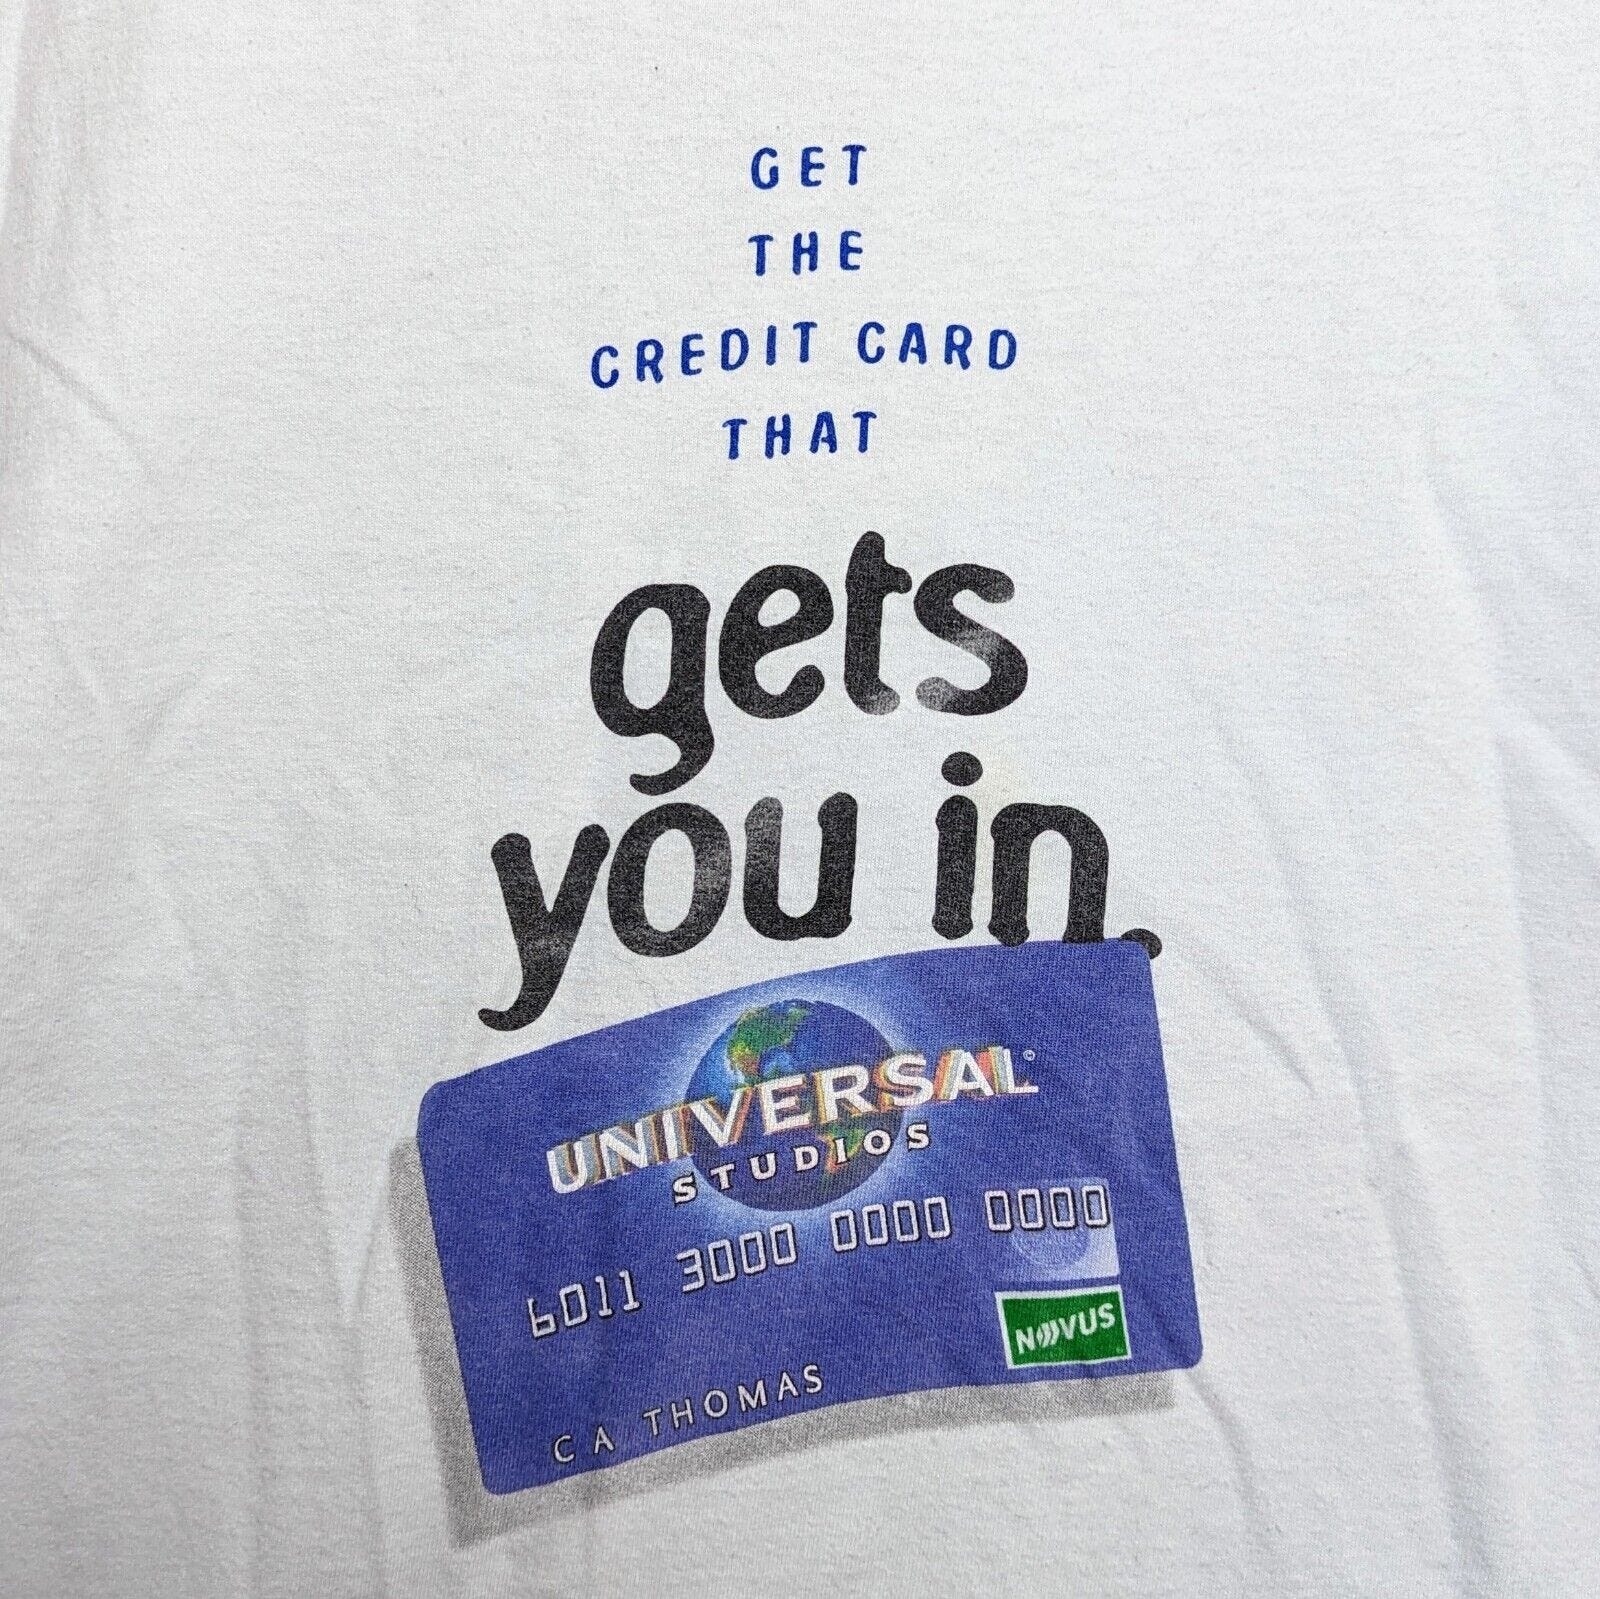 GET
THE
CREDIT CARD
THAT
gets
you in.
UNIVERSAL©
STUDIOS
6011 3000 0000 0000
NOVUS®
C A THOMAS